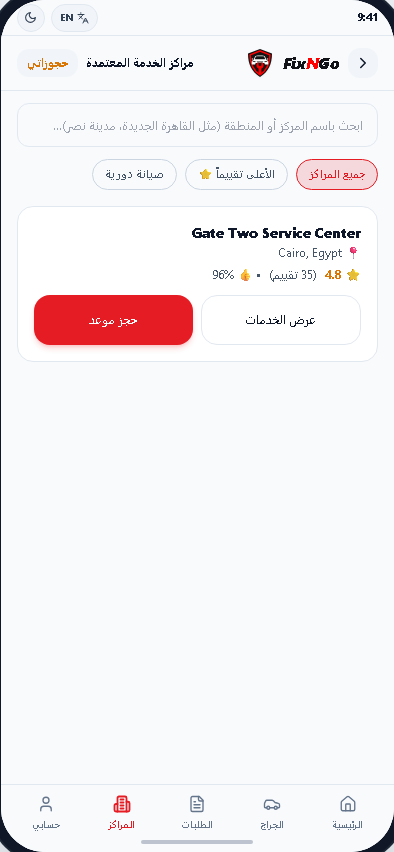 9:41
EN
FixNGo
مراكز الخدمة المعتمدة
حجوزاتي
ابحث باسم المركز أو المنطقة (مثل القاهرة الجديدة، مدينة نصر)...
جميع المراكز
الأعلى تقييماً ⭐
صيانة دورية
Gate Two Service Center
📍 Cairo, Egypt
⭐ 4.8 (35 تقييم) • 👍 96%
عرض الخدمات
حجز موعد
الرئيسية
الجراج
الطلبات
المراكز
حسابي